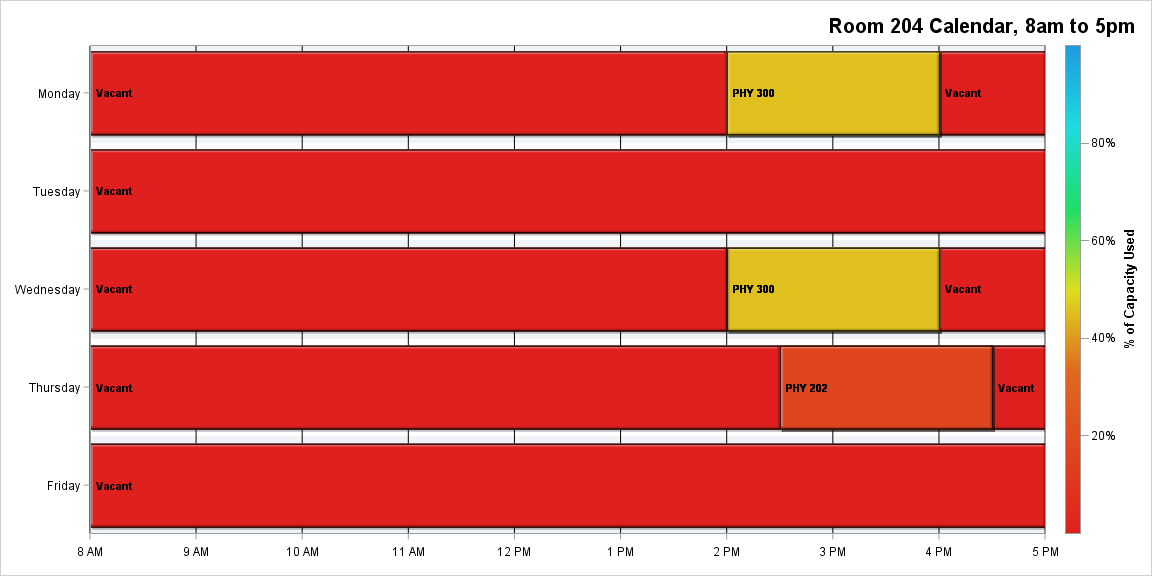 Room 204 Calendar, 8am to 5pm
Monday Vacant PHY 300 Vacant
Tuesday Vacant
Wednesday Vacant PHY 300 Vacant
Thursday Vacant PHY 202 Vacant
Friday Vacant
8 AM 9 AM 10 AM 11 AM 12 PM 1 PM 2 PM 3 PM 4 PM 5 PM
80%
60%
40%
20%
% of Capacity Used